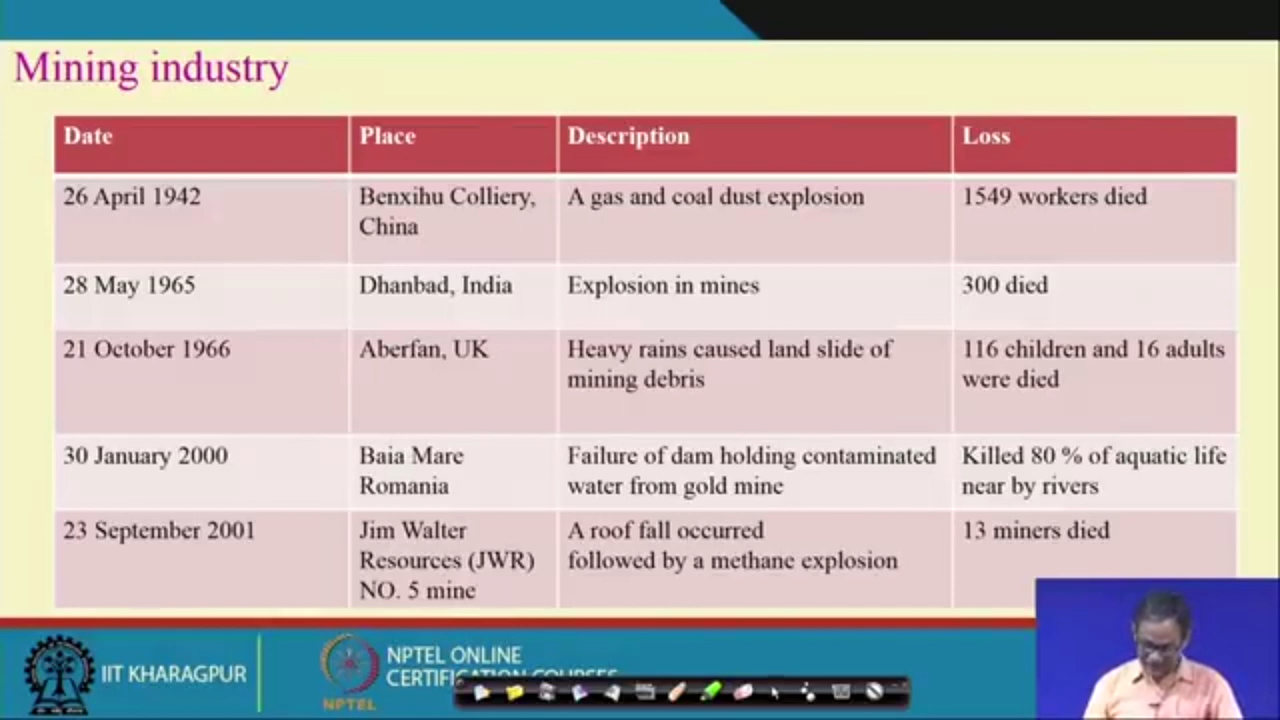 Mining industry
Date Place Description Loss
26 April 1942 Benxihu Colliery, A gas and coal dust explosion 1549 workers died
China
28 May 1965 Dhanbad, India Explosion in mines 300 died
21 October 1966 Aberfan, UK Heavy rains caused land slide of 116 children and 16 adults
mining debris were died
30 January 2000 Baia Mare Failure of dam holding contaminated Killed 80 % of aquatic life
Romania water from gold mine near by rivers
23 September 2001 Jim Walter A roof fall occurred 13 miners died
Resources (JWR) followed by a methane explosion
NO. 5 mine
IIT KHARAGPUR
NPTEL
NPTEL ONLINE
CERTIFICATION COURSES